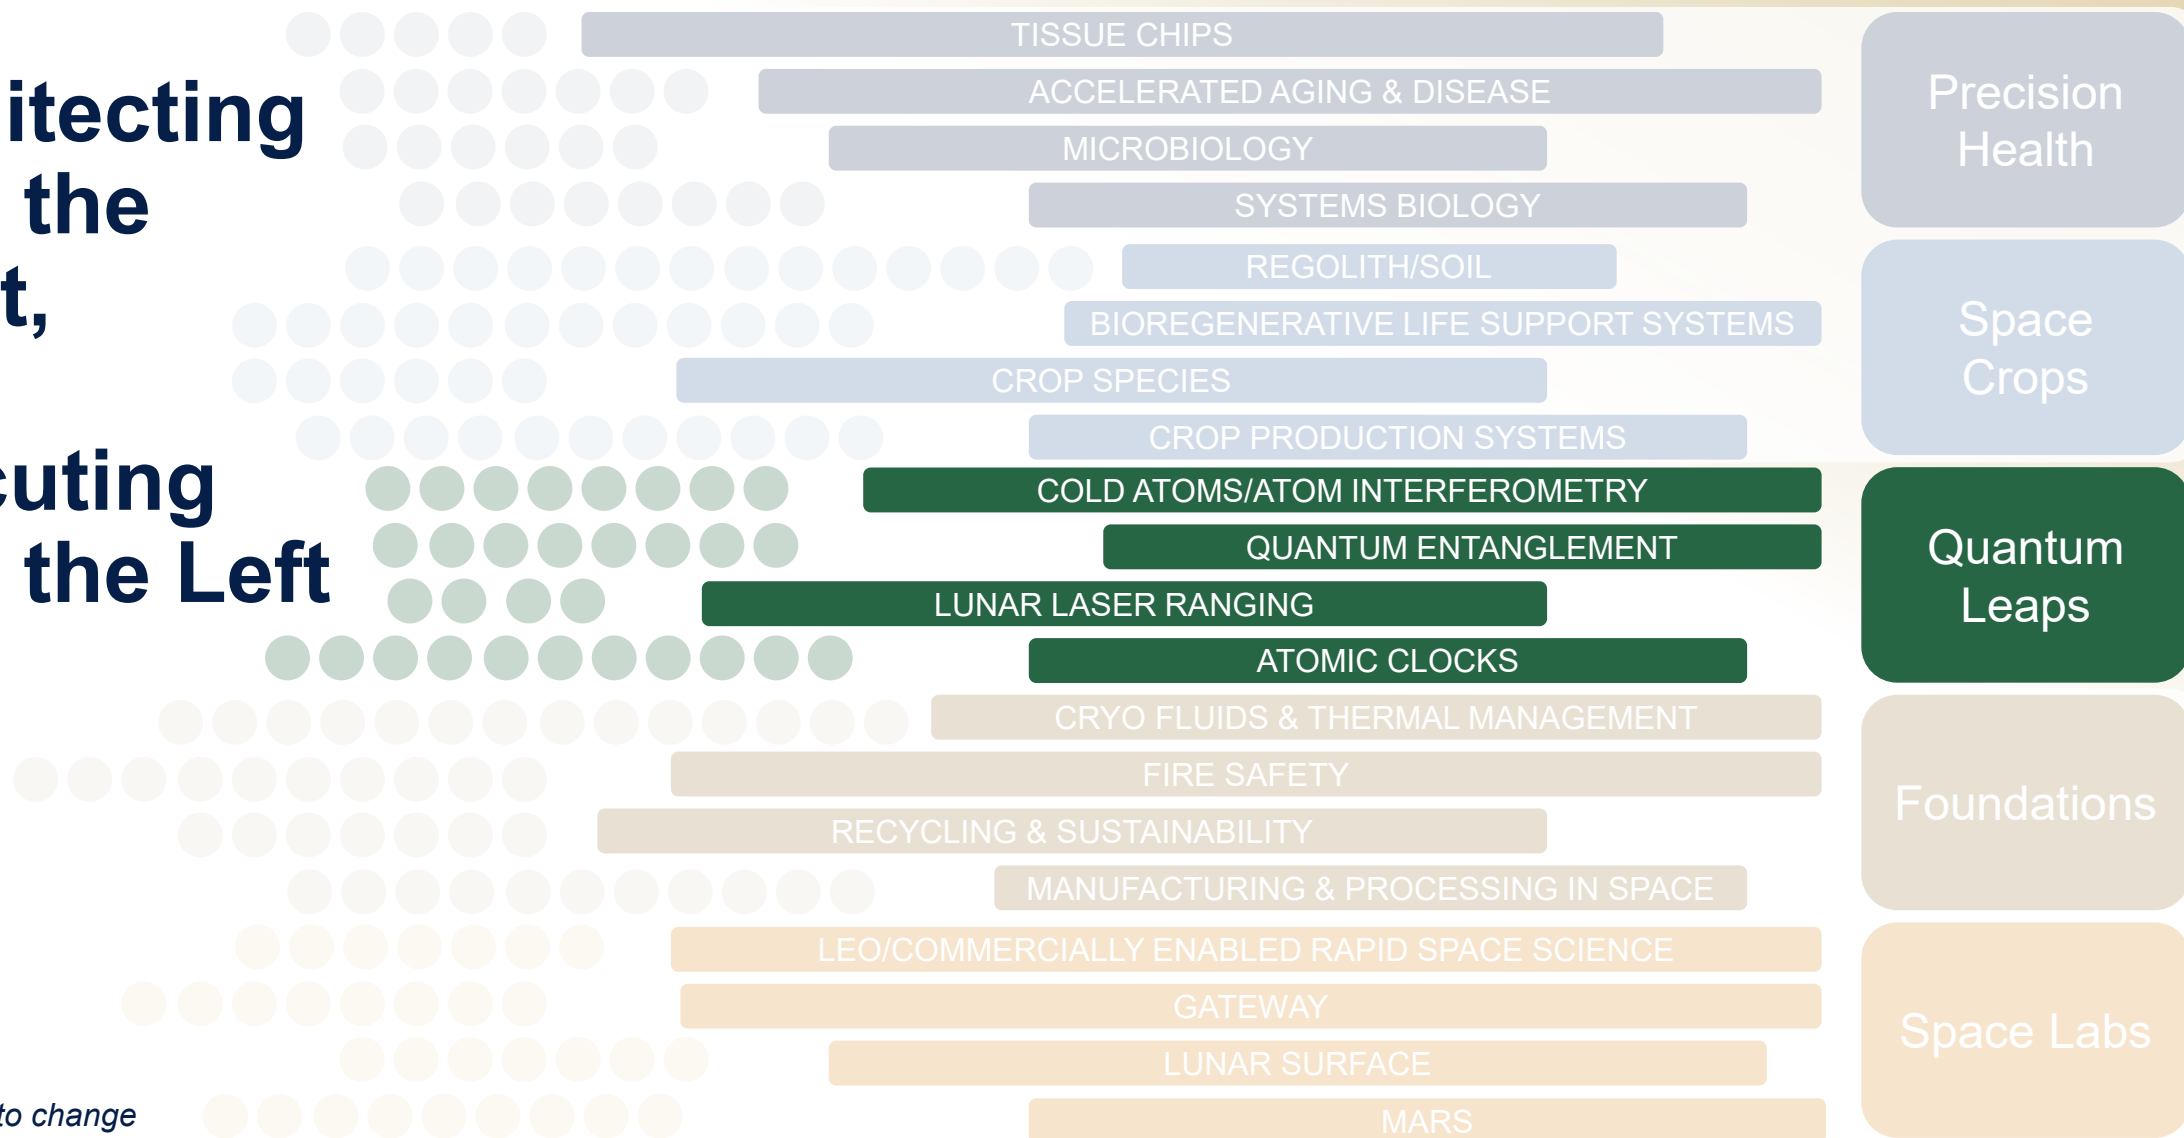 itecting
the
t,
cuting
the Left
to change
TISSUE CHIPS
ACCELERATED AGING & DISEASE
MICROBIOLOGY
SYSTEMS BIOLOGY
Precision
Health
REGOLITH/SOIL
BIOREGENERATIVE LIFE SUPPORT SYSTEMS
CROP SPECIES
CROP PRODUCTION SYSTEMS
Space
Crops
COLD ATOMS/ATOM INTERFEROMETRY
QUANTUM ENTANGLEMENT
LUNAR LASER RANGING
ATOMIC CLOCKS
Quantum
Leaps
CRYO FLUIDS & THERMAL MANAGEMENT
FIRE SAFETY
RECYCLING & SUSTAINABILITY
MANUFACTURING & PROCESSING IN SPACE
Foundations
LEO/COMMERCIALLY ENABLED RAPID SPACE SCIENCE
GATEWAY
LUNAR SURFACE
MARS
Space Labs